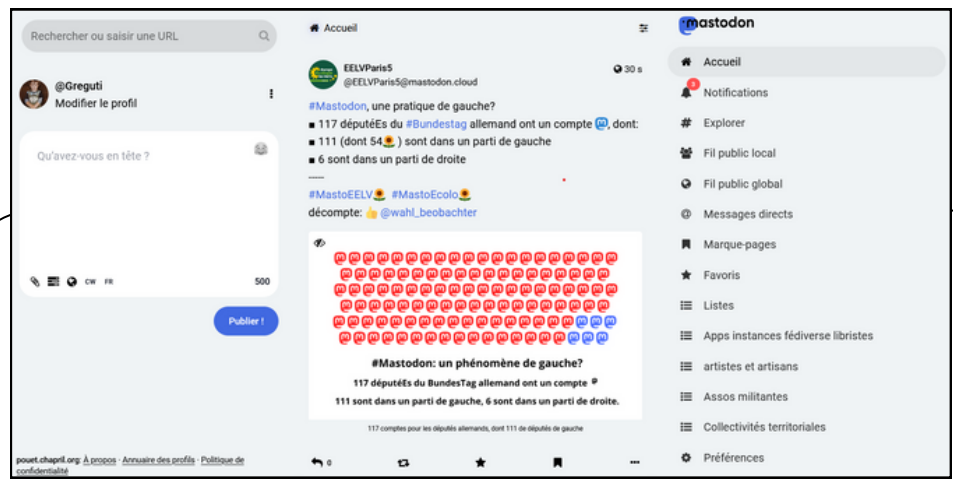 Rechercher ou saisir une URL
@Greguti
Modifier le profil
Qu'avez-vous en tête ?
CW FR
500
Publier !
pouet.chapril.org: À propos · Annuaire des profils · Politique de
confidentialité
Accueil
EELVParis5
30 s
@EELVParis5@mastodon.cloud
#Mastodon, une pratique de gauche?
▪ 117 députéEs du #Bundestag allemand ont un compte , dont:
▪ 111 (dont 54🌻 ) sont dans un parti de gauche
▪ 6 sont dans un parti de droite
-----
#MastoEELV🌻 #MastoEcolo🌻
décompte: 👍 @wahl_beobachter
#Mastodon: un phénomène de gauche?
117 députéEs du BundesTag allemand ont un compte
111 sont dans un parti de gauche, 6 sont dans un parti de droite.
117 comptes pour les députés allemands, dont 111 de députés de gauche
0
mastodon
Accueil
Notifications
Explorer
Fil public local
Fil public global
Messages directs
Marque-pages
Favoris
Listes
Apps instances fédiverse libristes
artistes et artisans
Assos militantes
Collectivités territoriales
Préférences